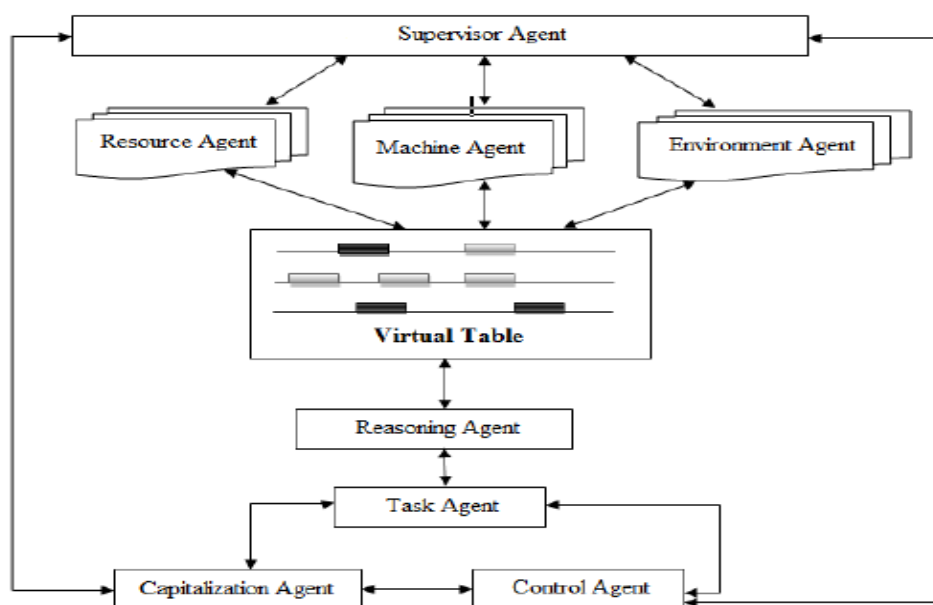 Supervisor Agent
Resource Agent
Machine Agent
Environment Agent
Virtual Table
Reasoning Agent
Task Agent
Capitalization Agent
Control Agent